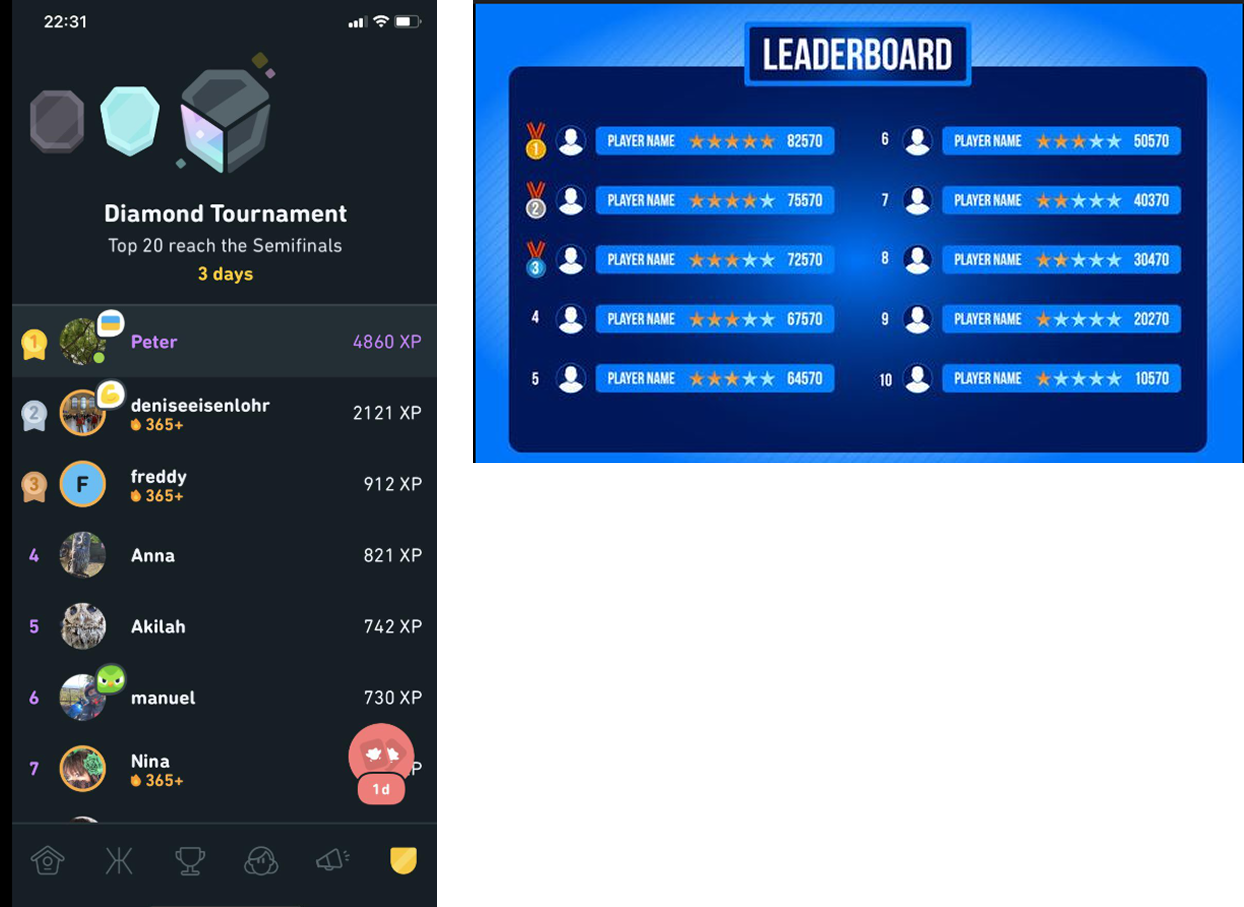 22:31
Diamond Tournament
Top 20 reach the Semifinals
3 days
1 Peter 4860 XP
2 deniseeisenlohr 2121 XP
365+
3 F freddy 912 XP
365+
4 Anna 821 XP
5 Akilah 742 XP
6 manuel 730 XP
7 Nina P
365+
1d
Ж
LEADERBOARD
1 PLAYER NAME 82570
2 PLAYER NAME 75570
3 PLAYER NAME 72570
4 PLAYER NAME 67570
5 PLAYER NAME 64570
6 PLAYER NAME 50570
7 PLAYER NAME 40370
8 PLAYER NAME 30470
9 PLAYER NAME 20270
10 PLAYER NAME 10570